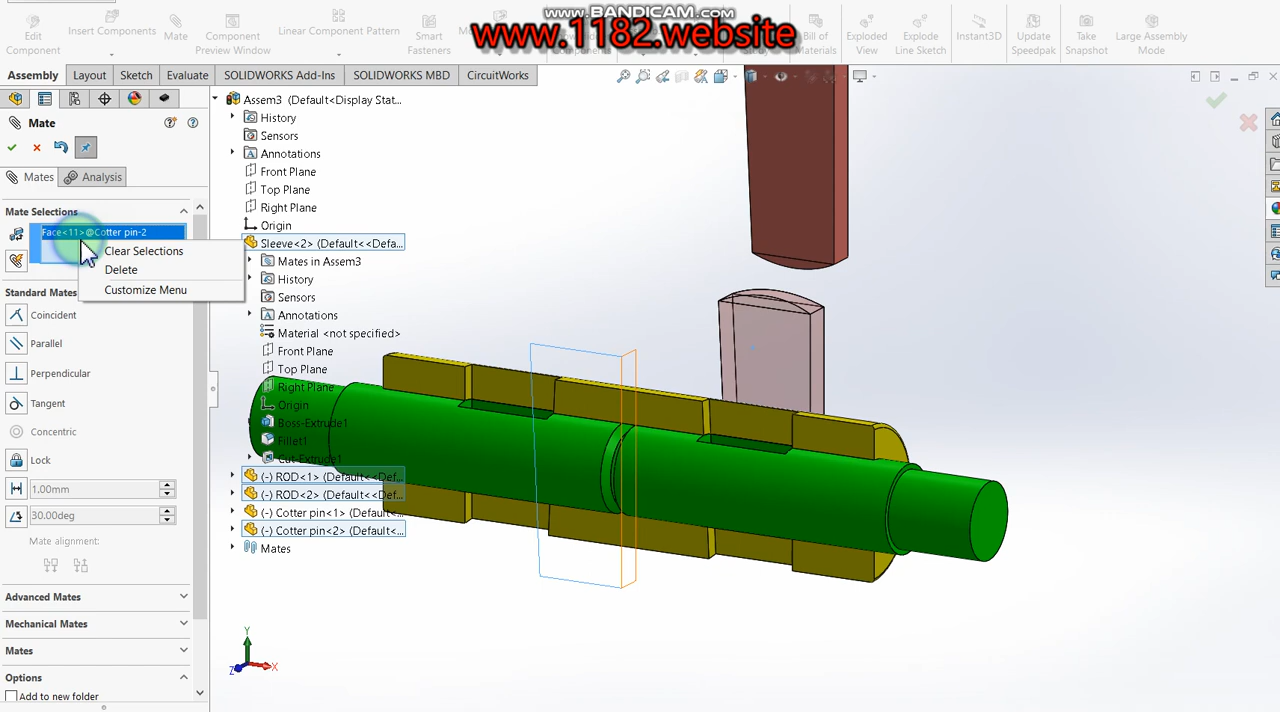 www.BANDICAM.com
www.1182.website
Edit Component
Insert Components
Mate
Component Preview Window
Linear Component Pattern
Smart Fasteners
Bill of Materials
Exploded View
Explode Line Sketch
Instant3D
Update Speedpak
Take Snapshot
Large Assembly Mode
Assembly
Layout
Sketch
Evaluate
SOLIDWORKS Add-Ins
SOLIDWORKS MBD
CircuitWorks
Mate
Mates
Analysis
Mate Selections
Face<11>@Cotter pin-2
Clear Selections
Delete
Customize Menu
Standard Mates
Coincident
Parallel
Perpendicular
Tangent
Concentric
Lock
1.00mm
30.00deg
Mate alignment:
Advanced Mates
Mechanical Mates
Mates
Options
Add to new folder
Assem3 (Default<Display Stat...
History
Sensors
Annotations
Front Plane
Top Plane
Right Plane
Origin
Sleeve<2> (Default<<Defa...
Mates in Assem3
History
Sensors
Annotations
Material <not specified>
Front Plane
Top Plane
Right Plane
Origin
Boss-Extrude1
Fillet1
Cut-Extrude1
(-) ROD<1> (Default<<Def...
(-) ROD<2> (Default<<Def...
(-) Cotter pin<1> (Default<...
(-) Cotter pin<2> (Default<...
Mates
Y
X
Z